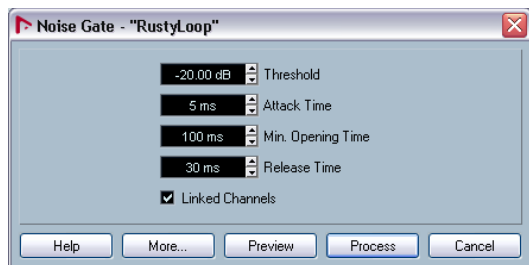 Noise Gate - "RustyLoop"
-20.00 dB Threshold
5 ms Attack Time
100 ms Min. Opening Time
30 ms Release Time
Linked Channels
Help More... Preview Process Cancel